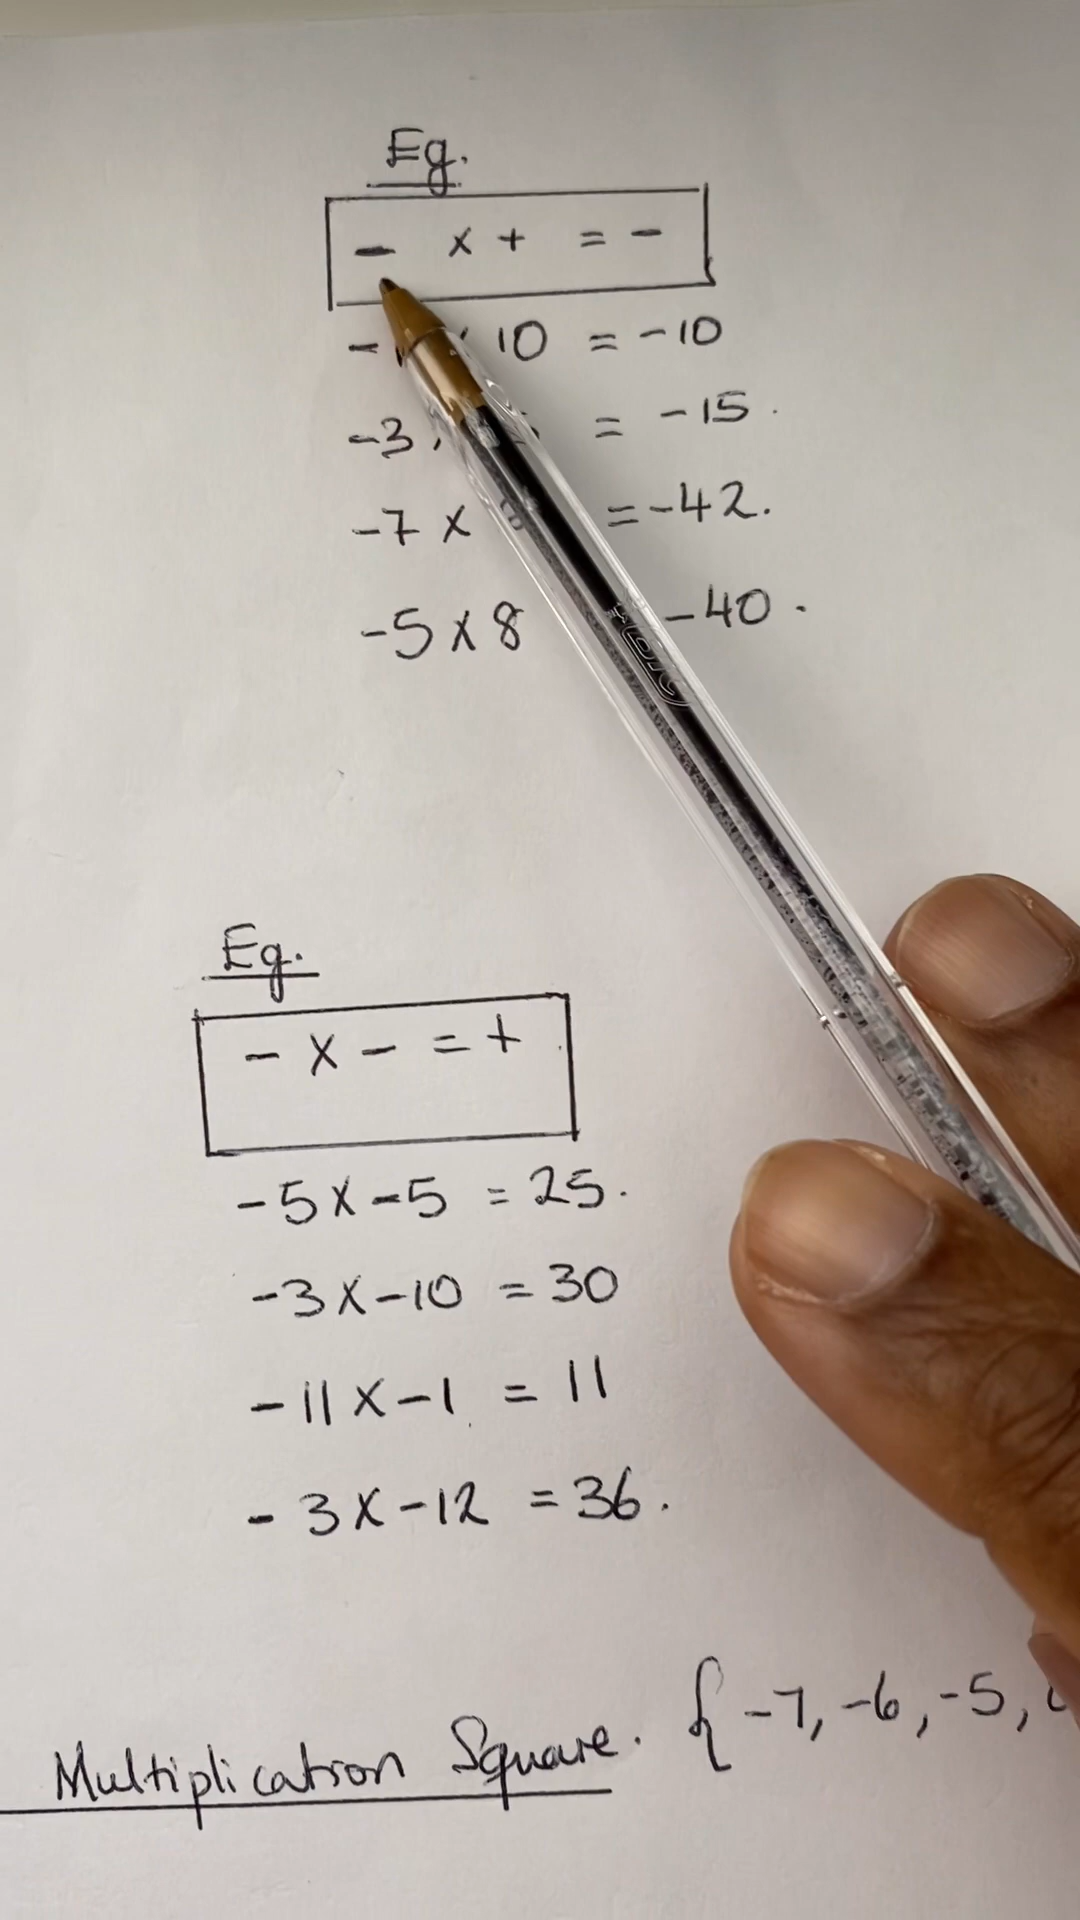 Eg.
- x + = -
- 10 = -10
-3 = -15.
-7 x = -42.
-5 x 8 -40.
Eg.
- x - = +
-5 x -5 = 25.
-3 x -10 = 30
-11 x -1 = 11
-3 x -12 = 36.
Multiplication Square. { -7, -6, -5,